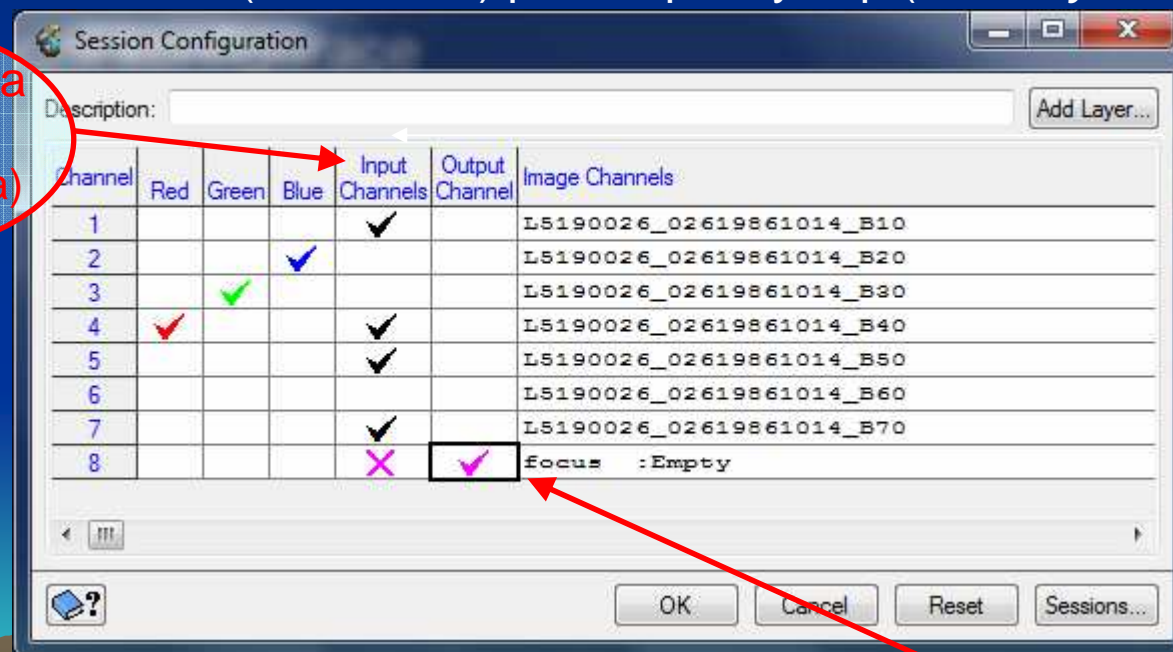 Session Configuration
a
a)
Description:
Add Layer...
Channel Red Green Blue Input Channels Output Channel Image Channels
1 L5190026_02619861014_B10
2 L5190026_02619861014_B20
3 L5190026_02619861014_B30
4 L5190026_02619861014_B40
5 L5190026_02619861014_B50
6 L5190026_02619861014_B60
7 L5190026_02619861014_B70
8 focus :Empty
OK Cancel Reset Sessions...